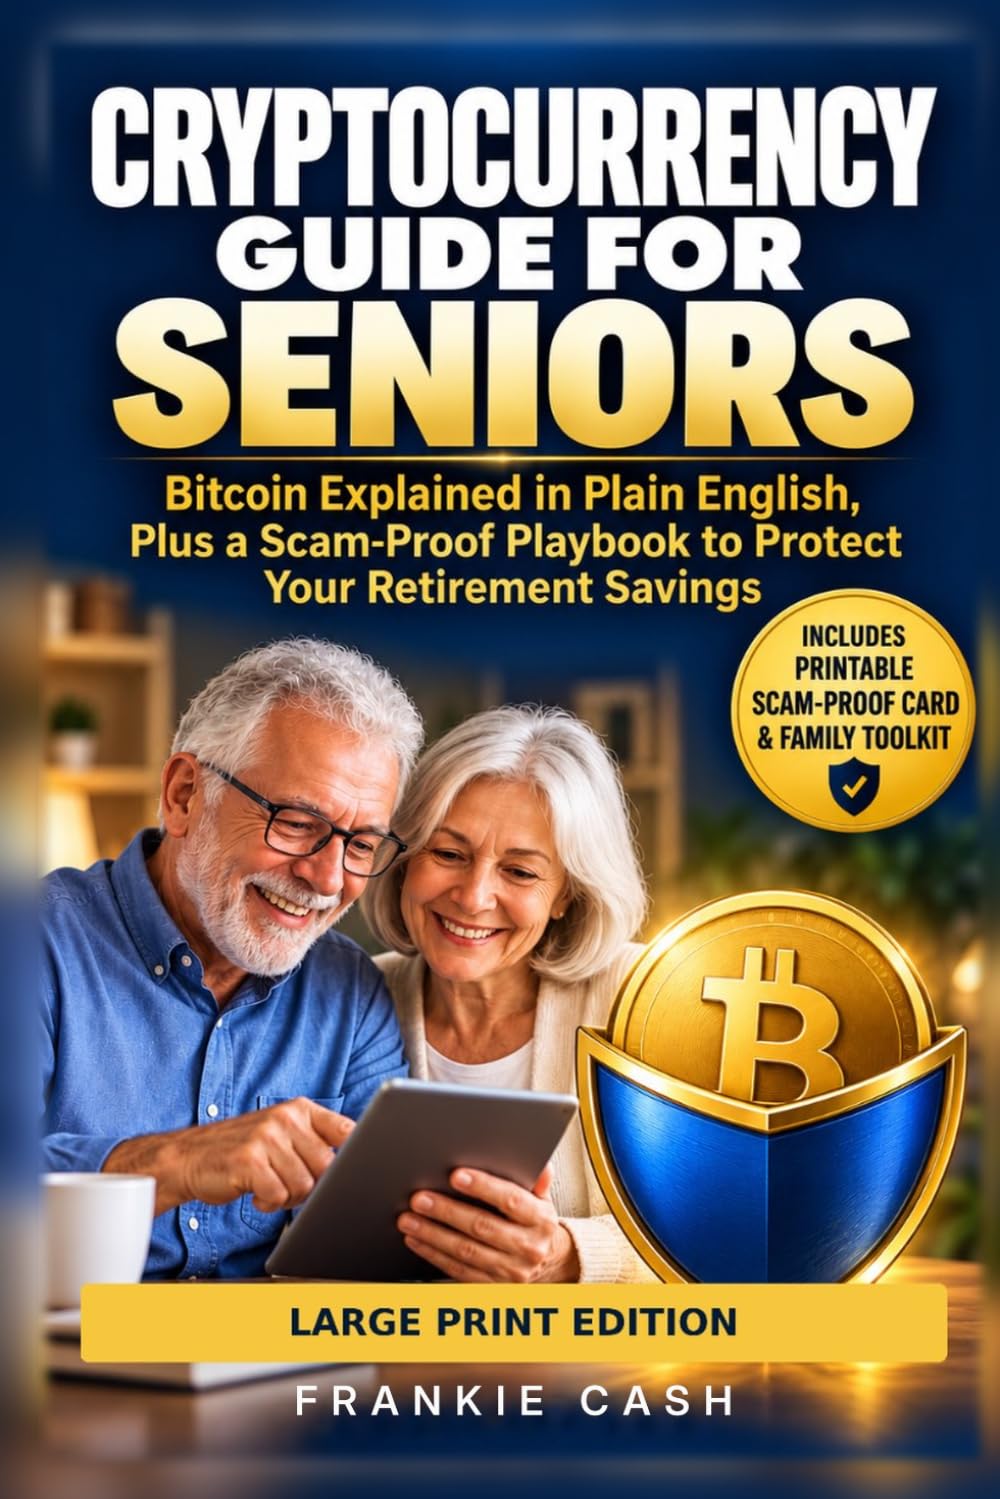 CRYPTOCURRENCY
GUIDE FOR
SENIORS
Bitcoin Explained in Plain English,
Plus a Scam-Proof Playbook to Protect
Your Retirement Savings
INCLUDES
PRINTABLE
SCAM-PROOF CARD
& FAMILY TOOLKIT
LARGE PRINT EDITION
FRANKIE CASH